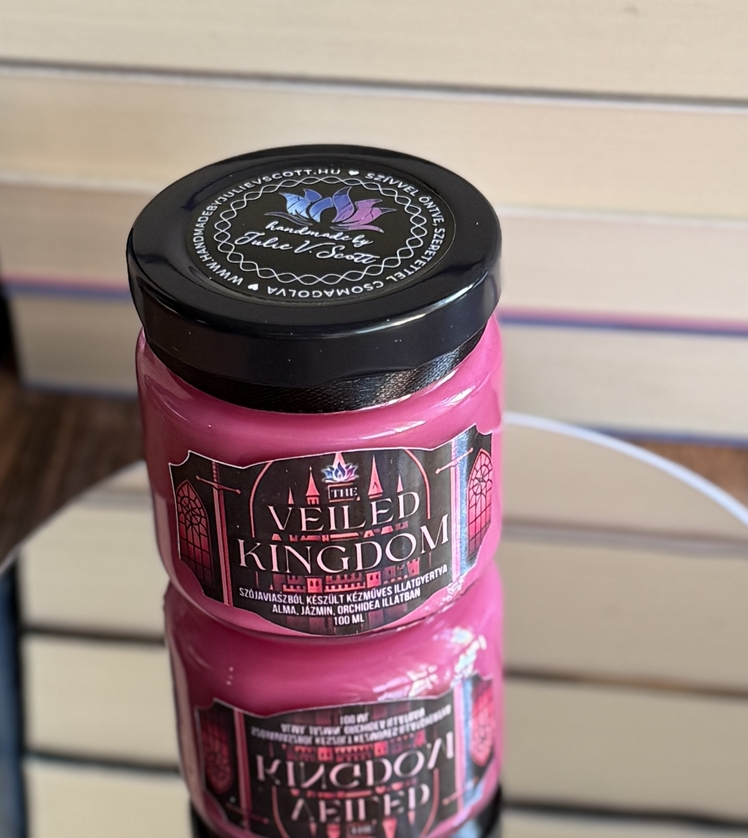 WWW.HANDMADEBYJULIEVSCOTT.HU ♥ SZÍVVEL ÖNTVE, SZERETETTEL CSOMAGOLVA ♥
handmade by
Julie V. Scott
THE
VEILED
KINGDOM
SZÓJAVIASZBÓL KÉSZÜLT KÉZMŰVES ILLATGYERTYA
ALMA, JÁZMIN, ORCHIDEA ILLATBAN
100 ML